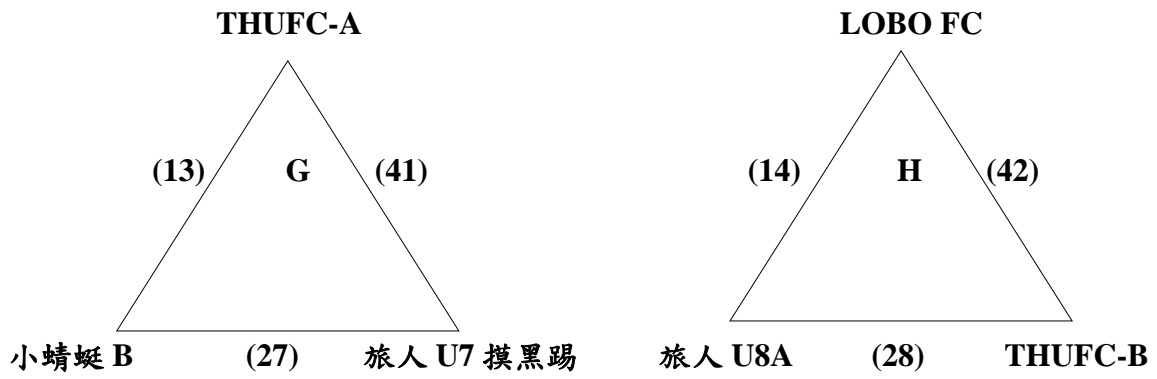 THUFC-A
LOBO FC
(13) G (41)
(14) H (42)
小蜻蜓 B (27) 旅人 U7 摸黑踢
旅人 U8A (28) THUFC-B